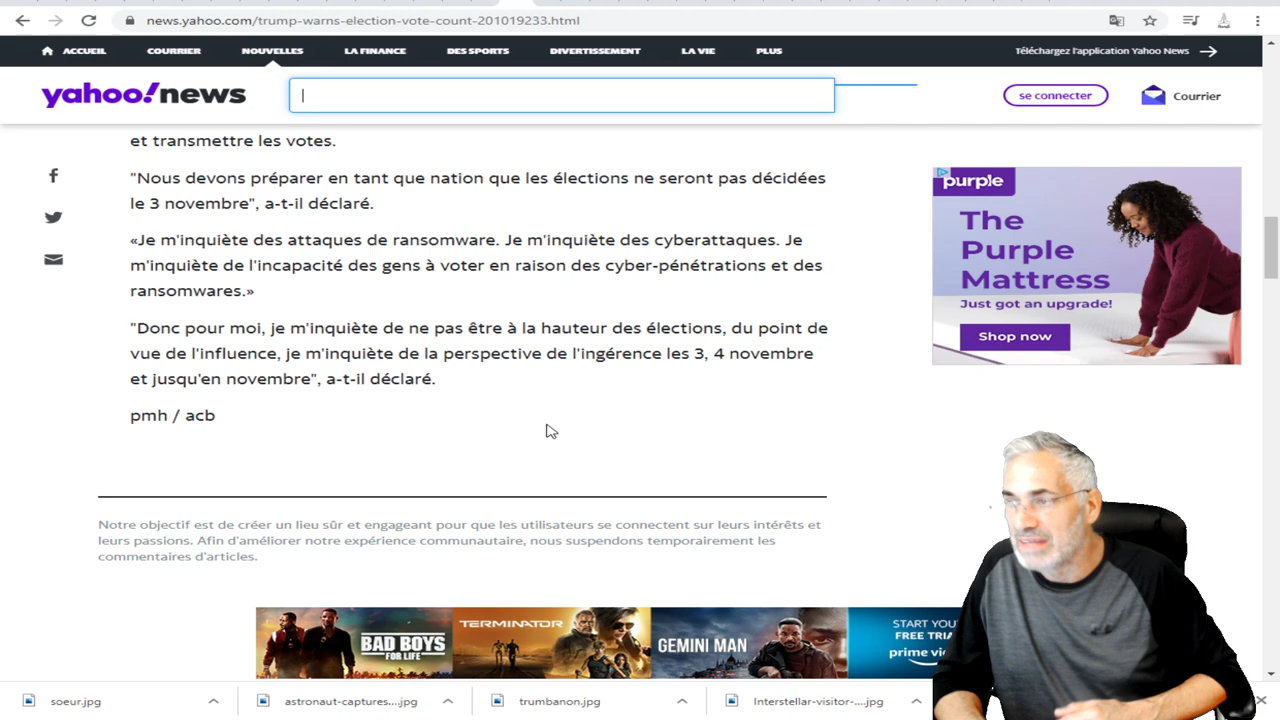 news.yahoo.com/trump-warns-election-vote-count-201019233.html
ACCUEIL COURRIER NOUVELLES LA FINANCE DES SPORTS DIVERTISSEMENT LA VIE PLUS Téléchargez l'application Yahoo News
yahoo!news se connecter Courrier
et transmettre les votes.
"Nous devons préparer en tant que nation que les élections ne seront pas décidées
le 3 novembre", a-t-il déclaré.
«Je m'inquiète des attaques de ransomware. Je m'inquiète des cyberattaques. Je
m'inquiète de l'incapacité des gens à voter en raison des cyber-pénétrations et des
ransomwares.»
"Donc pour moi, je m'inquiète de ne pas être à la hauteur des élections, du point de
vue de l'influence, je m'inquiète de la perspective de l'ingérence les 3, 4 novembre
et jusqu'en novembre", a-t-il déclaré.
pmh / acb
purple
The
Purple
Mattress
Just got an upgrade!
Shop now
Notre objectif est de créer un lieu sûr et engageant pour que les utilisateurs se connectent sur leurs intérêts et
leurs passions. Afin d'améliorer notre expérience communautaire, nous suspendons temporairement les
commentaires d'articles.
BAD BOYS
FOR LIFE
TERMINATOR
GEMINI MAN
START YOUR
FREE TRIA
prime vi
soeur.jpg astronaut-captures....jpg trumbanon.jpg Interstellar-visitor-....jpg